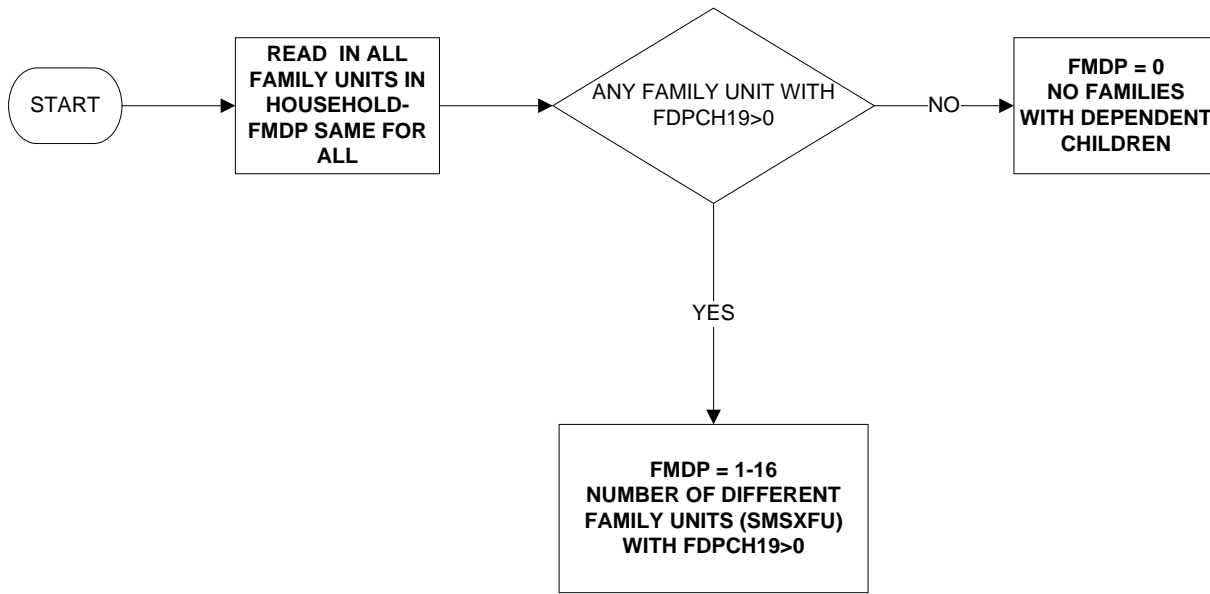 START
READ  IN ALL
FAMILY UNITS IN
HOUSEHOLD-
FMDP SAME FOR
ALL
ANY FAMILY UNIT WITH
FDPCH19>0
NO
FMDP = 0
NO FAMILIES
WITH DEPENDENT
CHILDREN
YES
FMDP = 1-16
NUMBER OF DIFFERENT
FAMILY UNITS (SMSXFU)
WITH FDPCH19>0